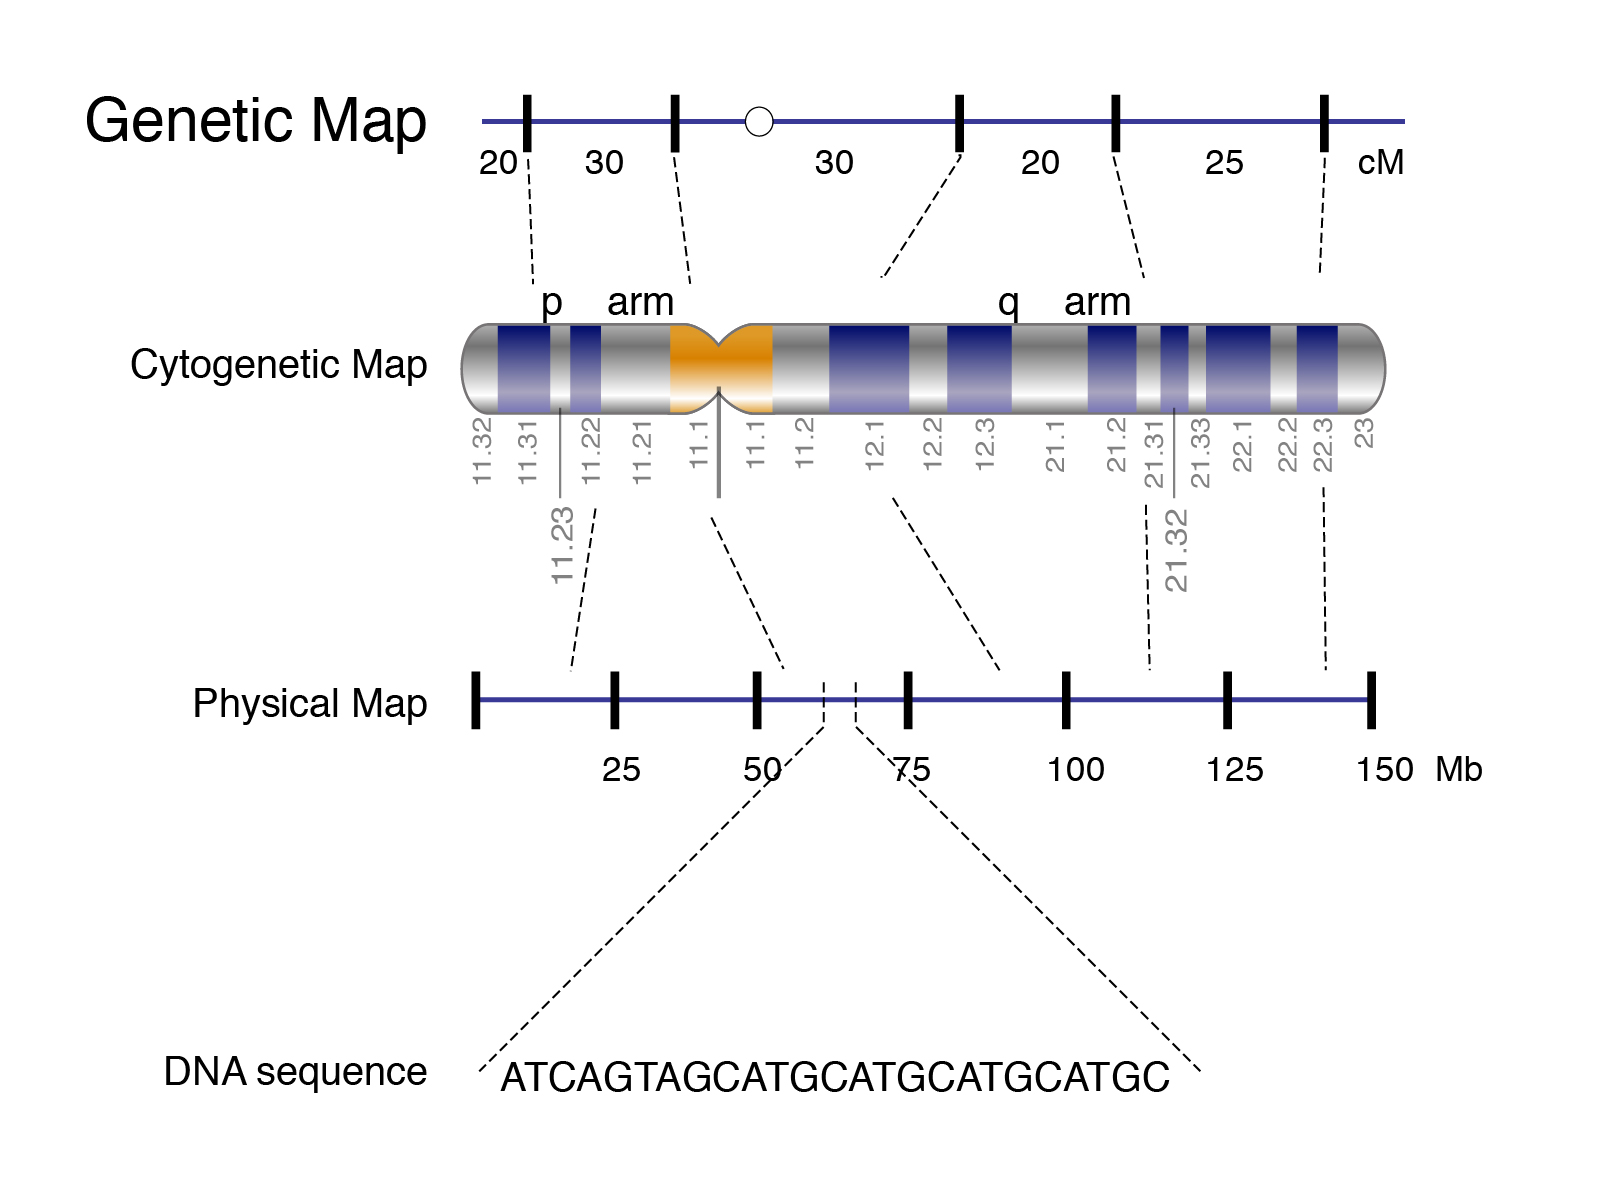 Genetic Map
20 30 30 20 25 cM
p arm q arm
Cytogenetic Map
11.32 11.31 11.22 11.21 11.1 11.1 11.2 12.1 12.2 12.3 21.1 21.2 21.31 21.33 22.1 22.2 22.3 23
11.23 21.32
Physical Map
25 50 75 100 125 150 Mb
DNA sequence ATCAGTAGCATGCATGCATGCATGC